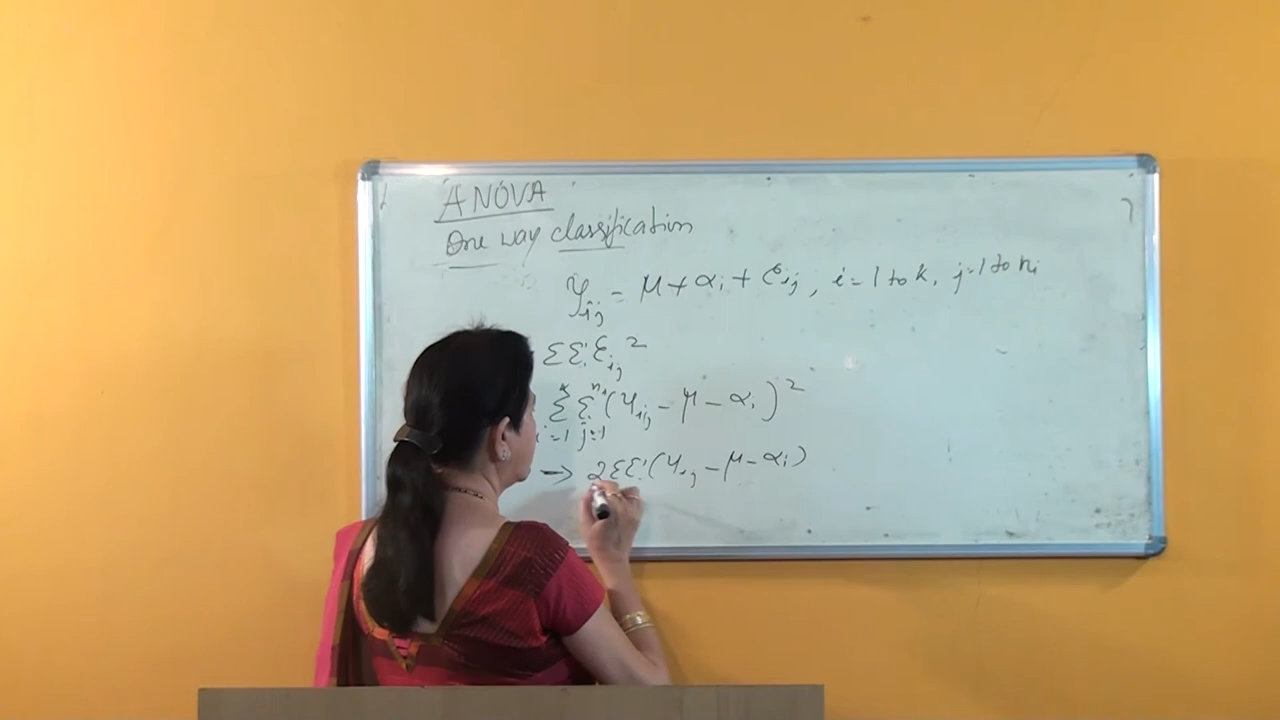 ANOVA
One way classification
y_ij = μ + α_i + ε_ij, i = 1 to k, j = 1 to n_i
ΣΣ ε_ij²
Σ_{i=1}^{k} Σ_{j=1}^{n_i} (y_ij - μ - α_i)²
→ 2ΣΣ(y_ij - μ - α_i)